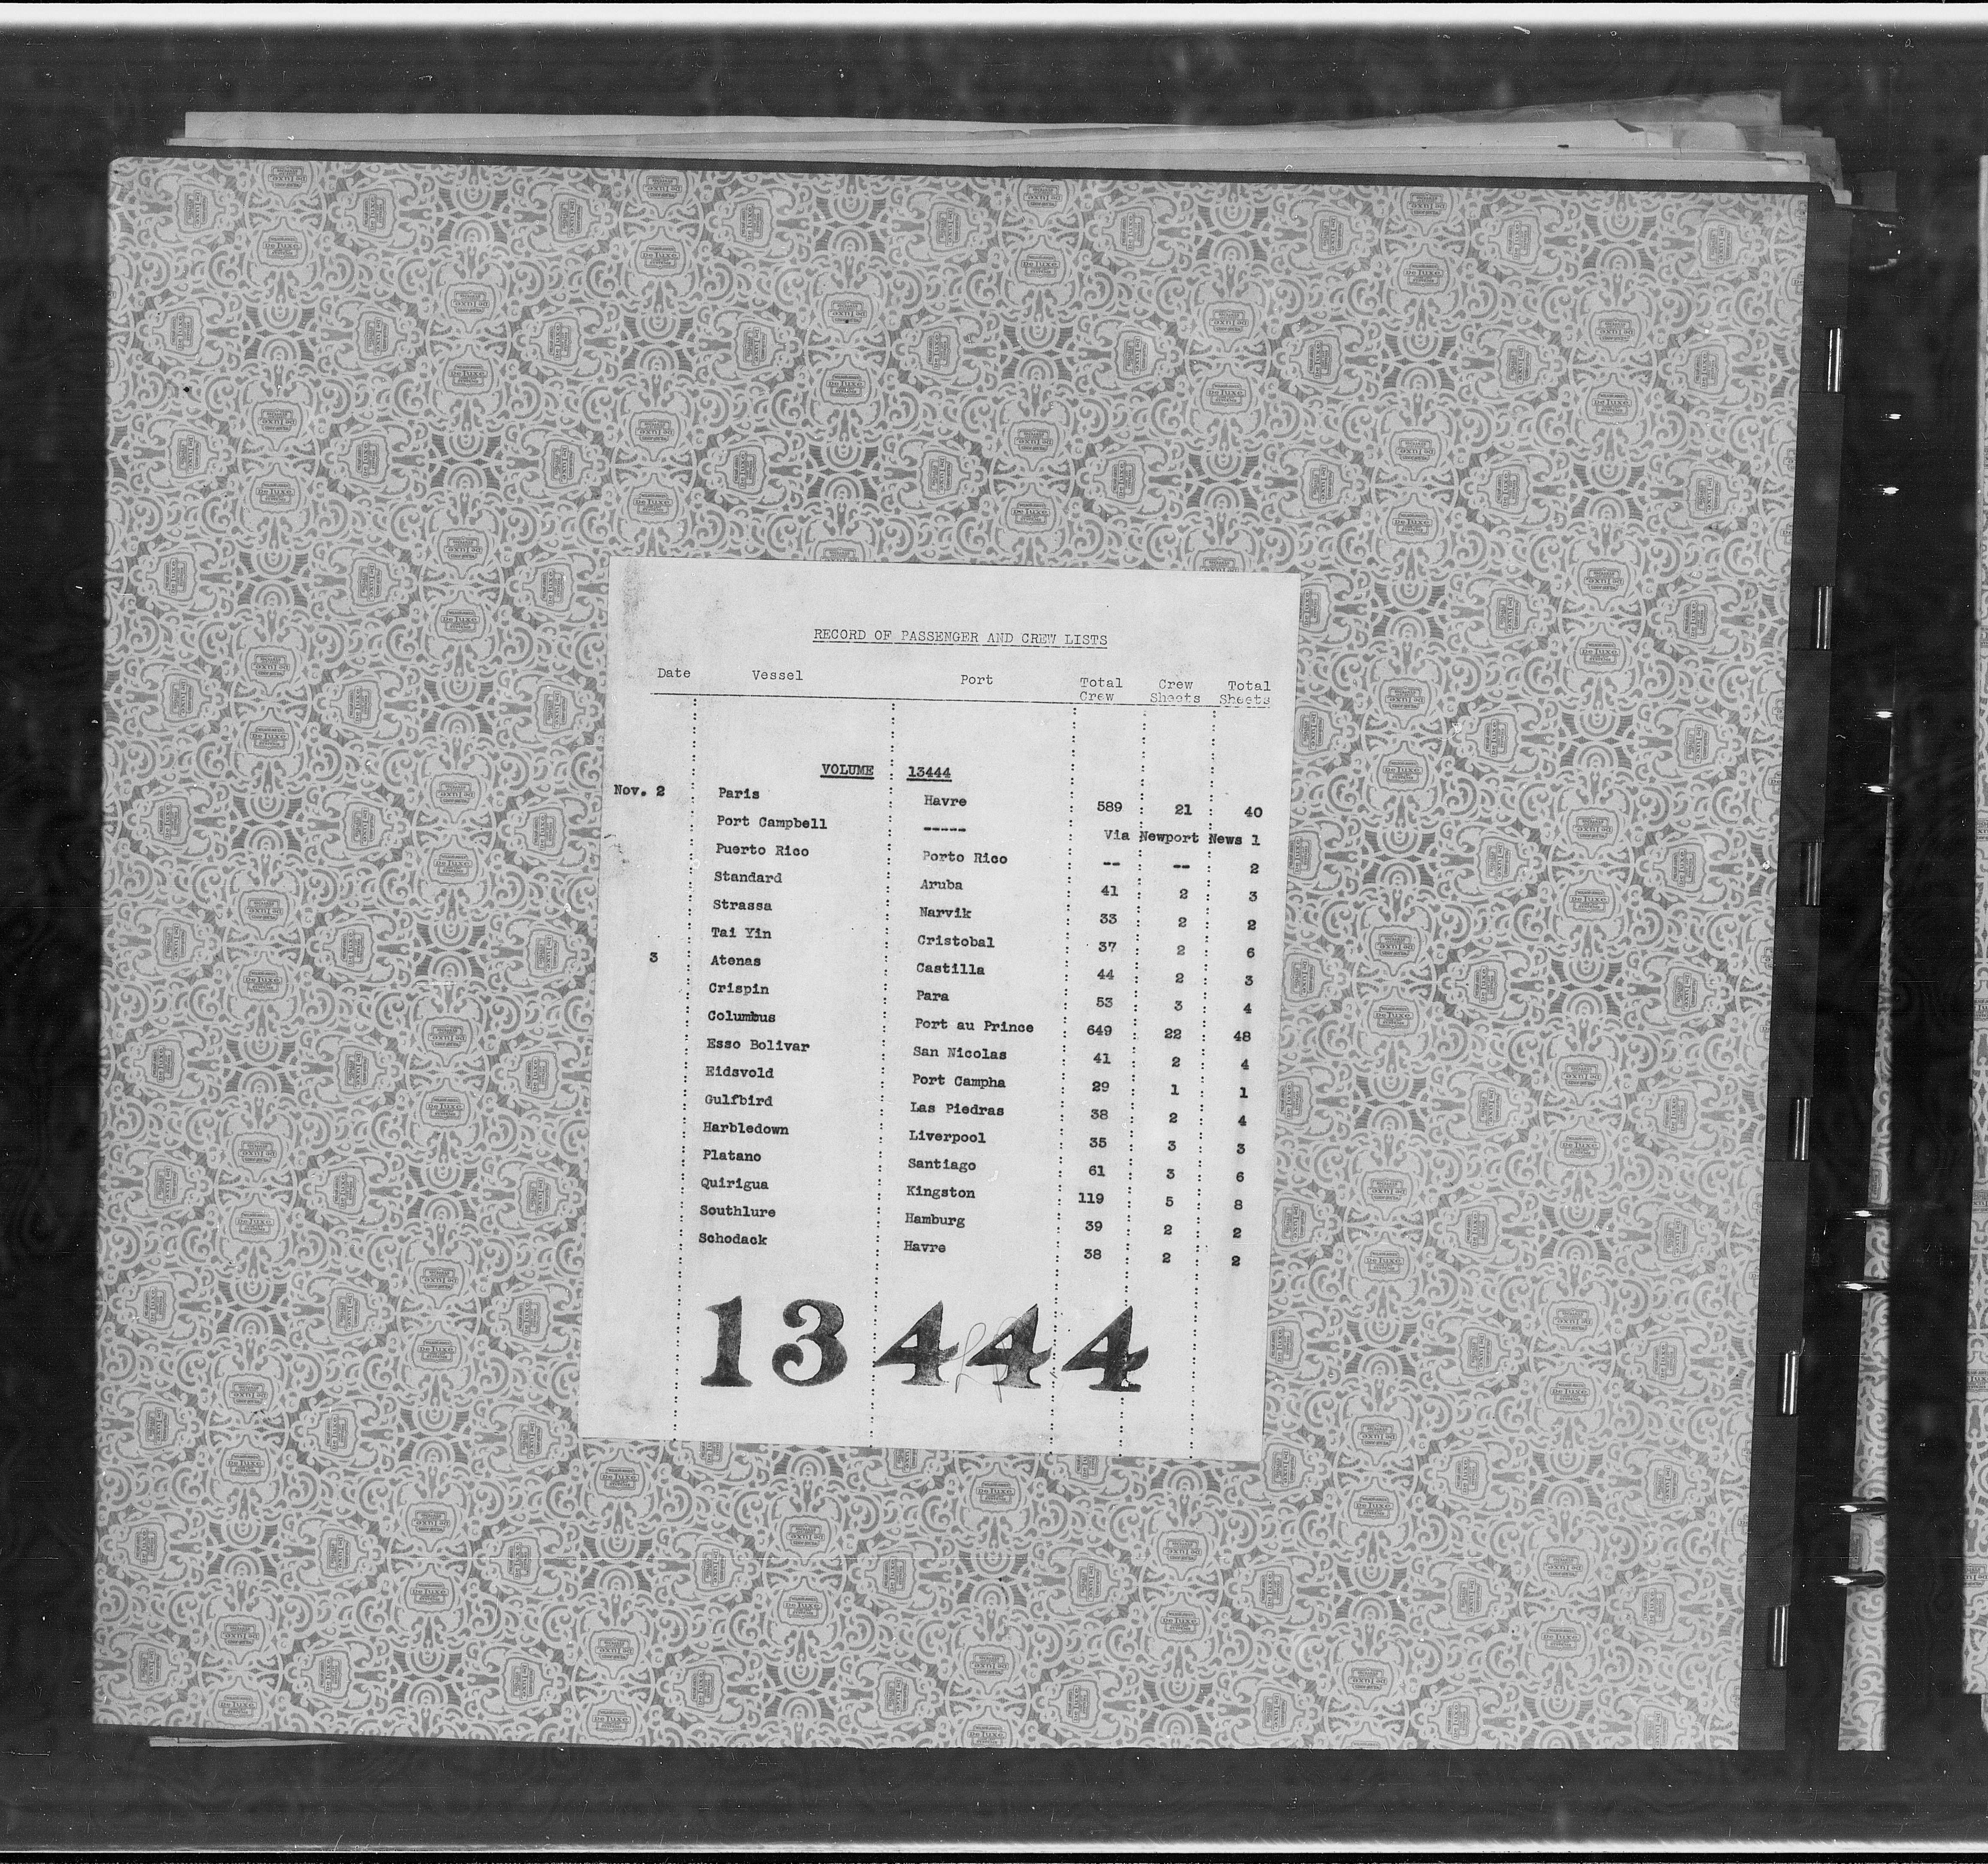 RECORD OF PASSENGER AND CREW LISTS
Date Vessel Port Total Crew Crew Sheets Total Sheets
VOLUME 13444
Nov. 2 Paris Havre 589 21 40
Port Campbell ----- Via Newport News 1
Puerto Rico Porto Rico -- -- 2
Standard Aruba 41 2 3
Strassa Narvik 33 2 2
Tai Yin Cristobal 37 2 6
3 Atenas Castilla 44 2 3
Crispin Para 53 3 4
Columbus Port au Prince 649 22 48
Esso Bolivar San Nicolas 41 2 4
Eidsvold Port Campha 29 1 1
Gulfbird Las Piedras 38 2 4
Harbledown Liverpool 35 3 3
Platano Santiago 61 3 6
Quirigua Kingston 119 5 8
Southlure Hamburg 39 2 2
Schodack Havre 38 2 2
13444